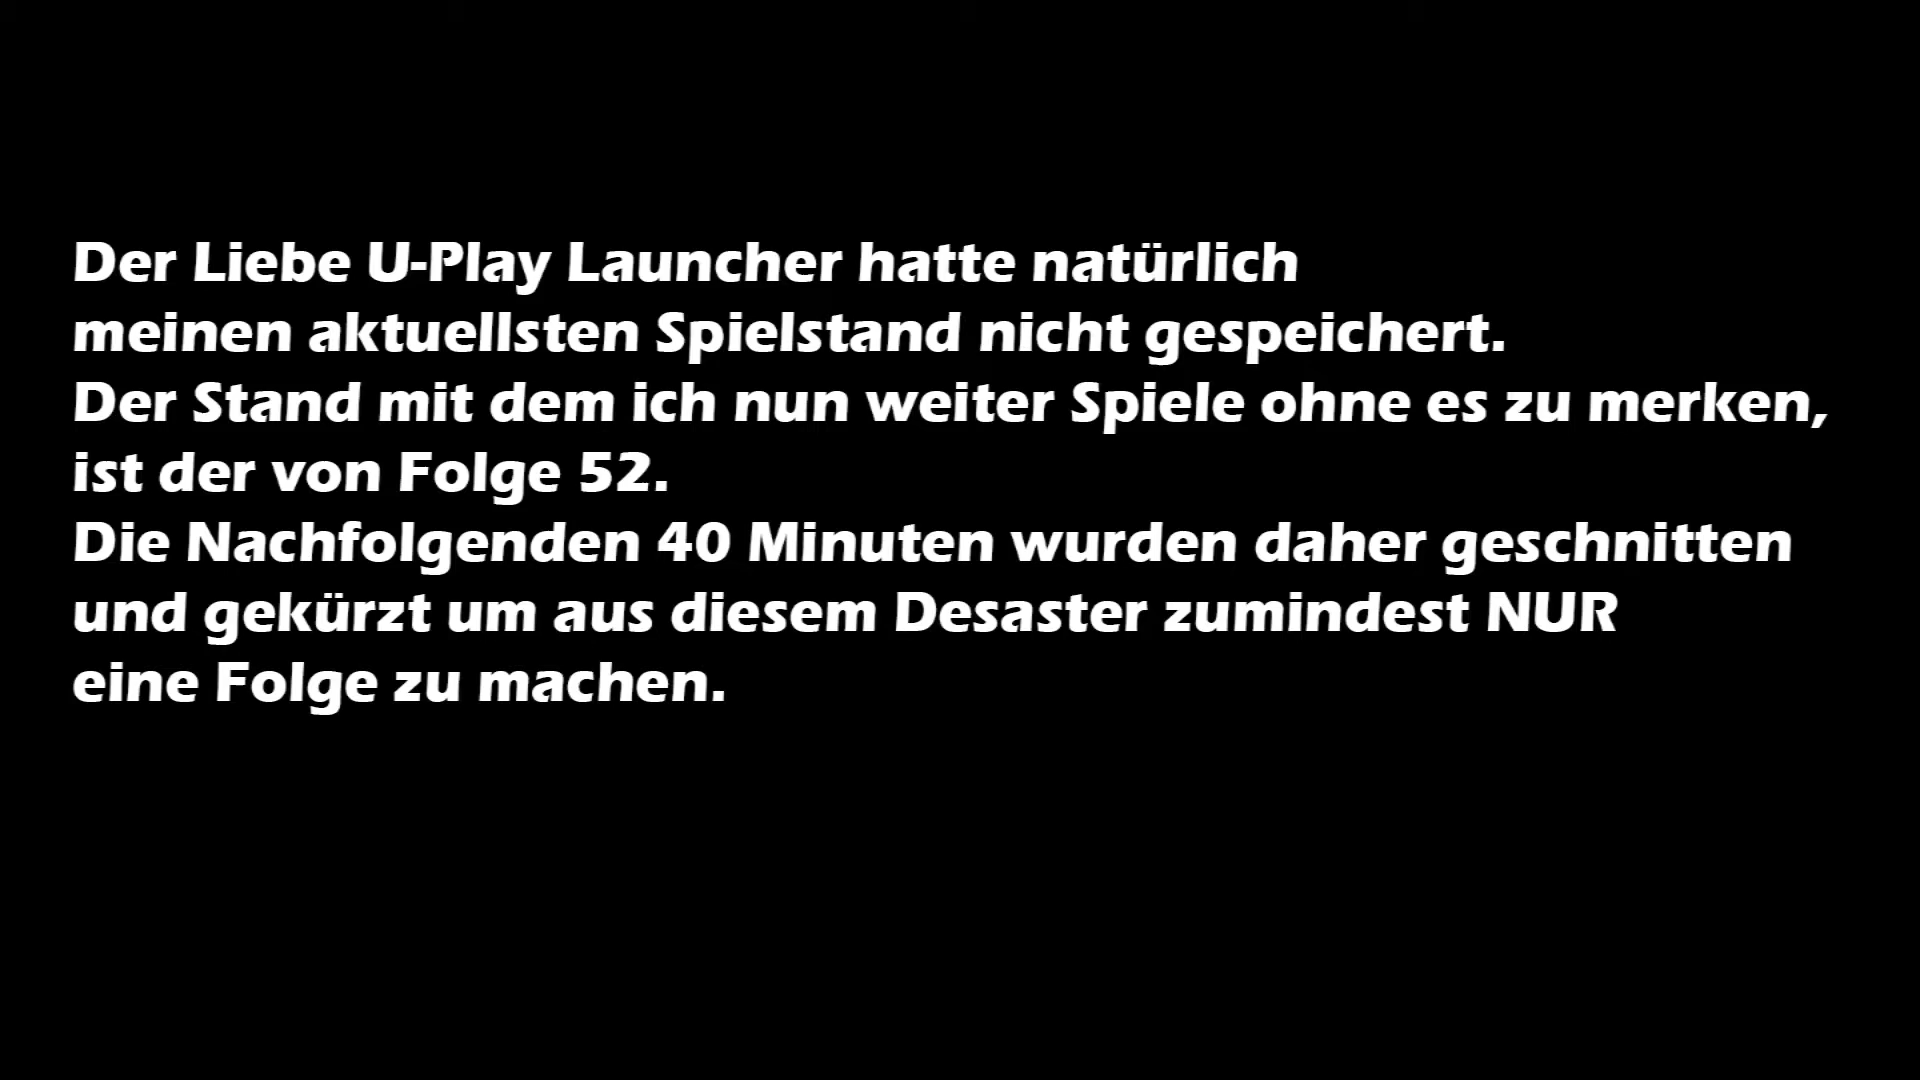 Der Liebe U-Play Launcher hatte natürlich
meinen aktuellsten Spielstand nicht gespeichert.
Der Stand mit dem ich nun weiter Spiele ohne es zu merken,
ist der von Folge 52.
Die Nachfolgenden 40 Minuten wurden daher geschnitten
und gekürzt um aus diesem Desaster zumindest NUR
eine Folge zu machen.